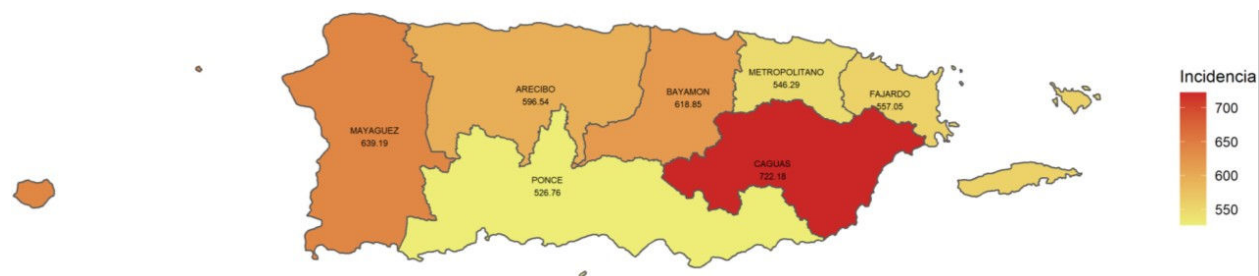 METROPOLITANO
546.29
Incidencia
ARECIBO
596.54
BAYAMON
618.85
FAJARDO
557.05
700
MAYAGUEZ
639.19
650
CAGUAS
722.18
600
PONCE
526.76
550